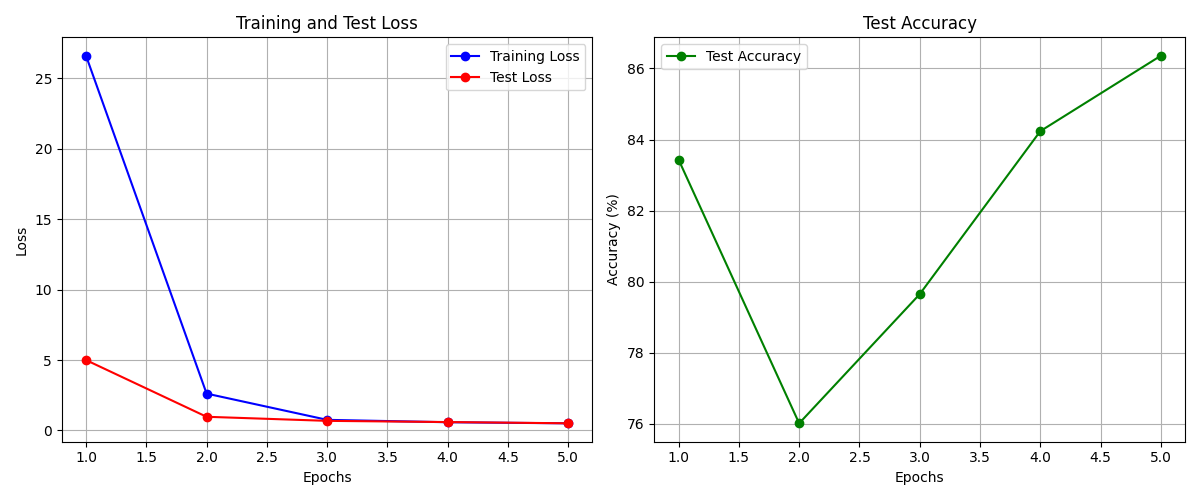 Training and Test Loss
Training Loss
Test Loss
25
20
15
10
5
0
Loss
1.0 1.5 2.0 2.5 3.0 3.5 4.0 4.5 5.0
Epochs
Test Accuracy
Test Accuracy
86
84
82
80
78
76
Accuracy (%)
1.0 1.5 2.0 2.5 3.0 3.5 4.0 4.5 5.0
Epochs